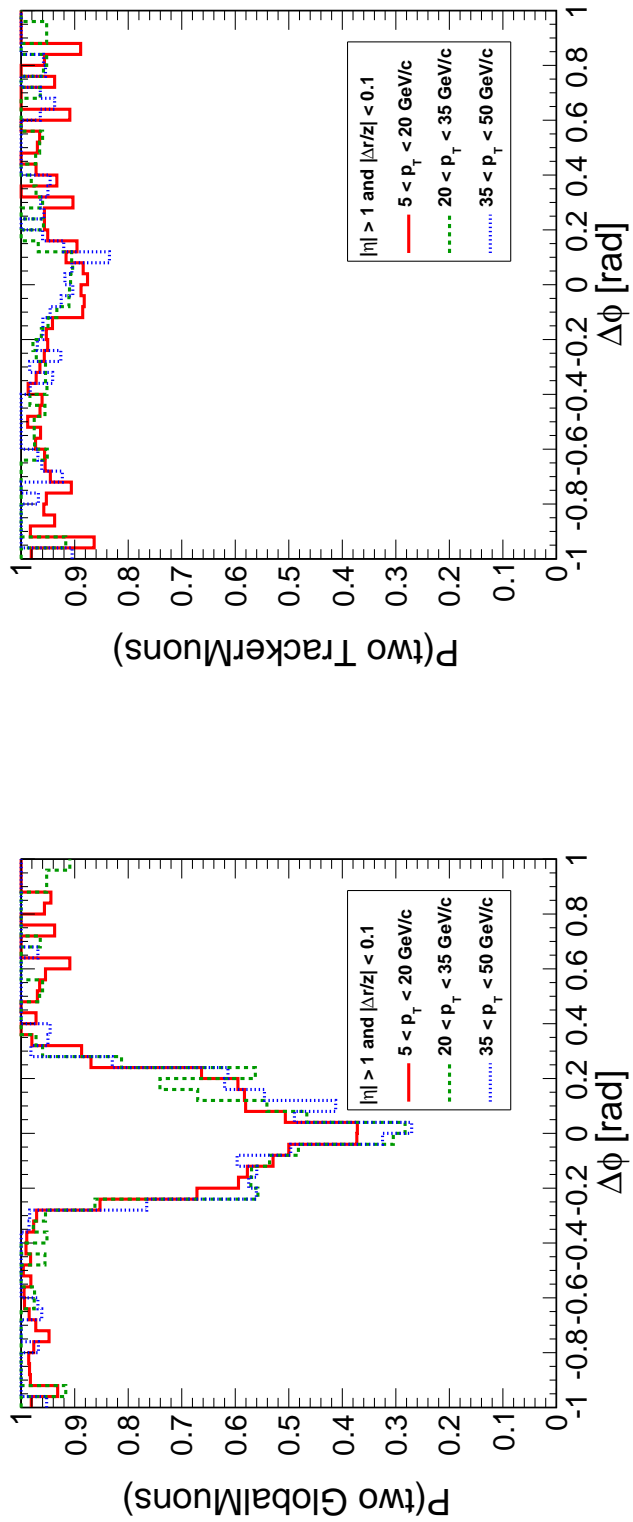 P(two GlobalMuons)
1
0.9
0.8
0.7
0.6
0.5
0.4
0.3
0.2
0.1
0
|η| > 1 and |Δr/z| < 0.1
5 < p_T < 20 GeV/c
20 < p_T < 35 GeV/c
35 < p_T < 50 GeV/c
-1 -0.8 -0.6 -0.4 -0.2 0 0.2 0.4 0.6 0.8 1
Δϕ [rad]
P(two TrackerMuons)
1
0.9
0.8
0.7
0.6
0.5
0.4
0.3
0.2
0.1
0
|η| > 1 and |Δr/z| < 0.1
5 < p_T < 20 GeV/c
20 < p_T < 35 GeV/c
35 < p_T < 50 GeV/c
-1 -0.8 -0.6 -0.4 -0.2 0 0.2 0.4 0.6 0.8 1
Δϕ [rad]